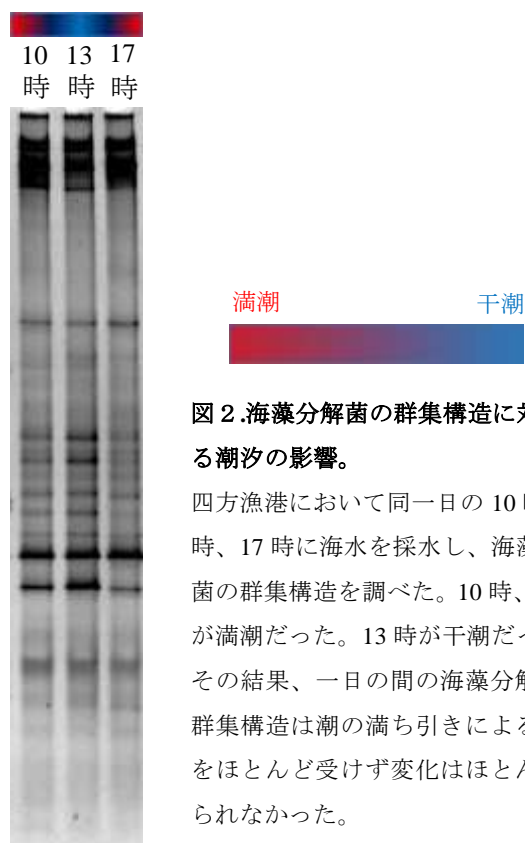 10 13 17
時 時 時
満潮 干潮
図２.海藻分解菌の群集構造に
る潮汐の影響。
四方漁港において同一日の 10
時、17 時に海水を採水し、海藻
菌の群集構造を調べた。10 時、
が満潮だった。13 時が干潮だっ
その結果、一日の間の海藻分解
群集構造は潮の満ち引きによる
をほとんど受けず変化はほとん
られなかった。